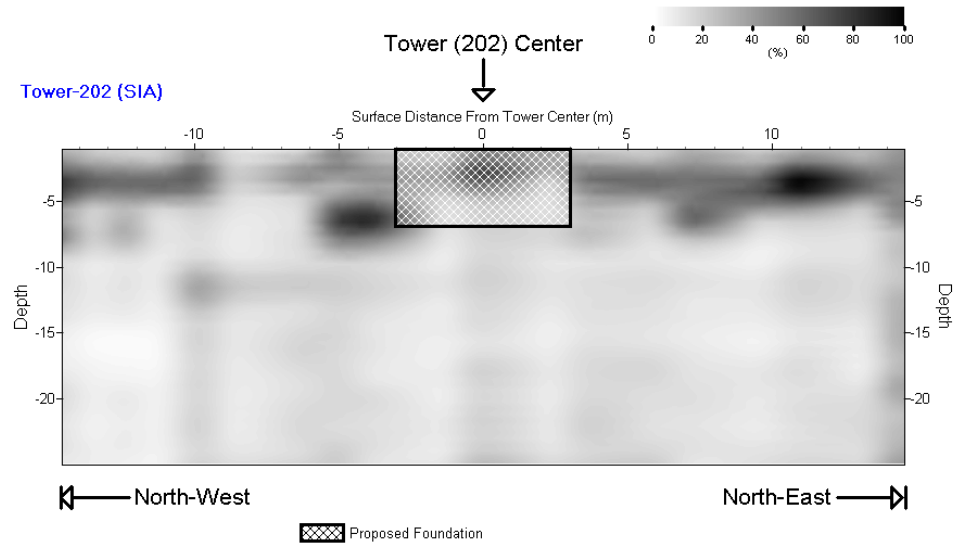 0 20 40 60 80 100
(%)
Tower (202) Center
Tower-202 (SIA)
Surface Distance From Tower Center (m)
-10 -5 0 5 10
-5 -5
-10 -10
Depth Depth
-15 -15
-20 -20
North-West North-East
Proposed Foundation